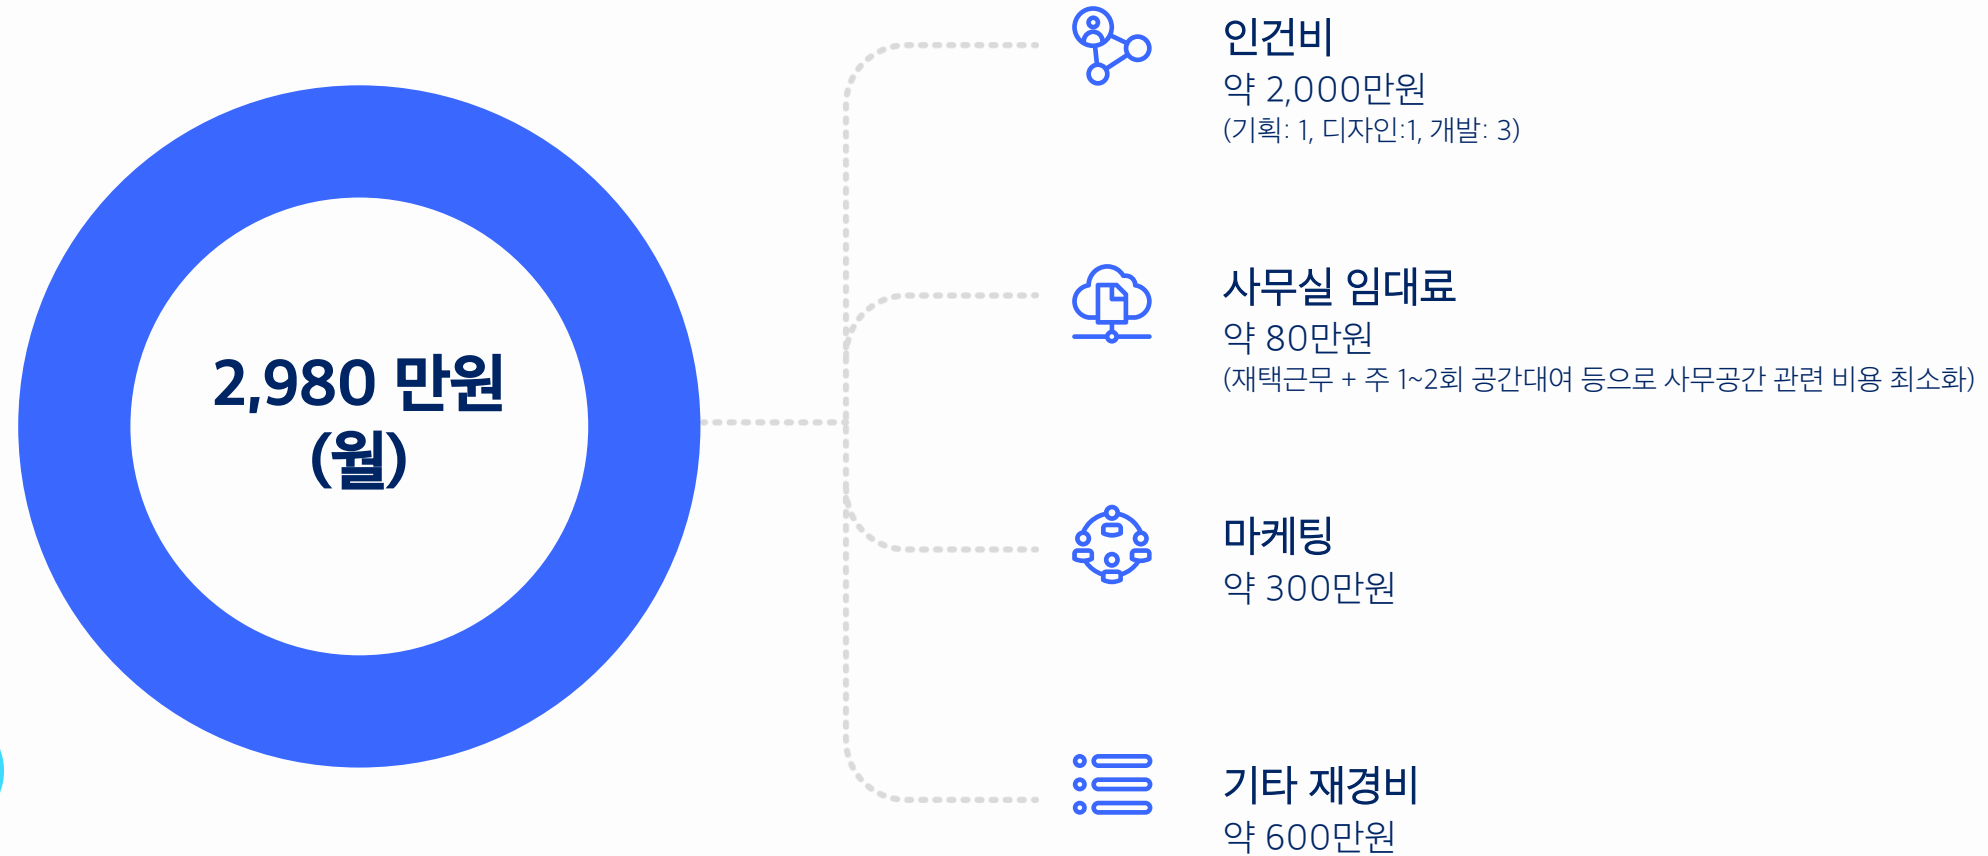 2,980 만원
(월)
인건비
약 2,000만원
(기획: 1, 디자인:1, 개발: 3)
사무실 임대료
약 80만원
(재택근무 + 주 1~2회 공간대여 등으로 사무공간 관련 비용 최소화)
마케팅
약 300만원
기타 재경비
약 600만원